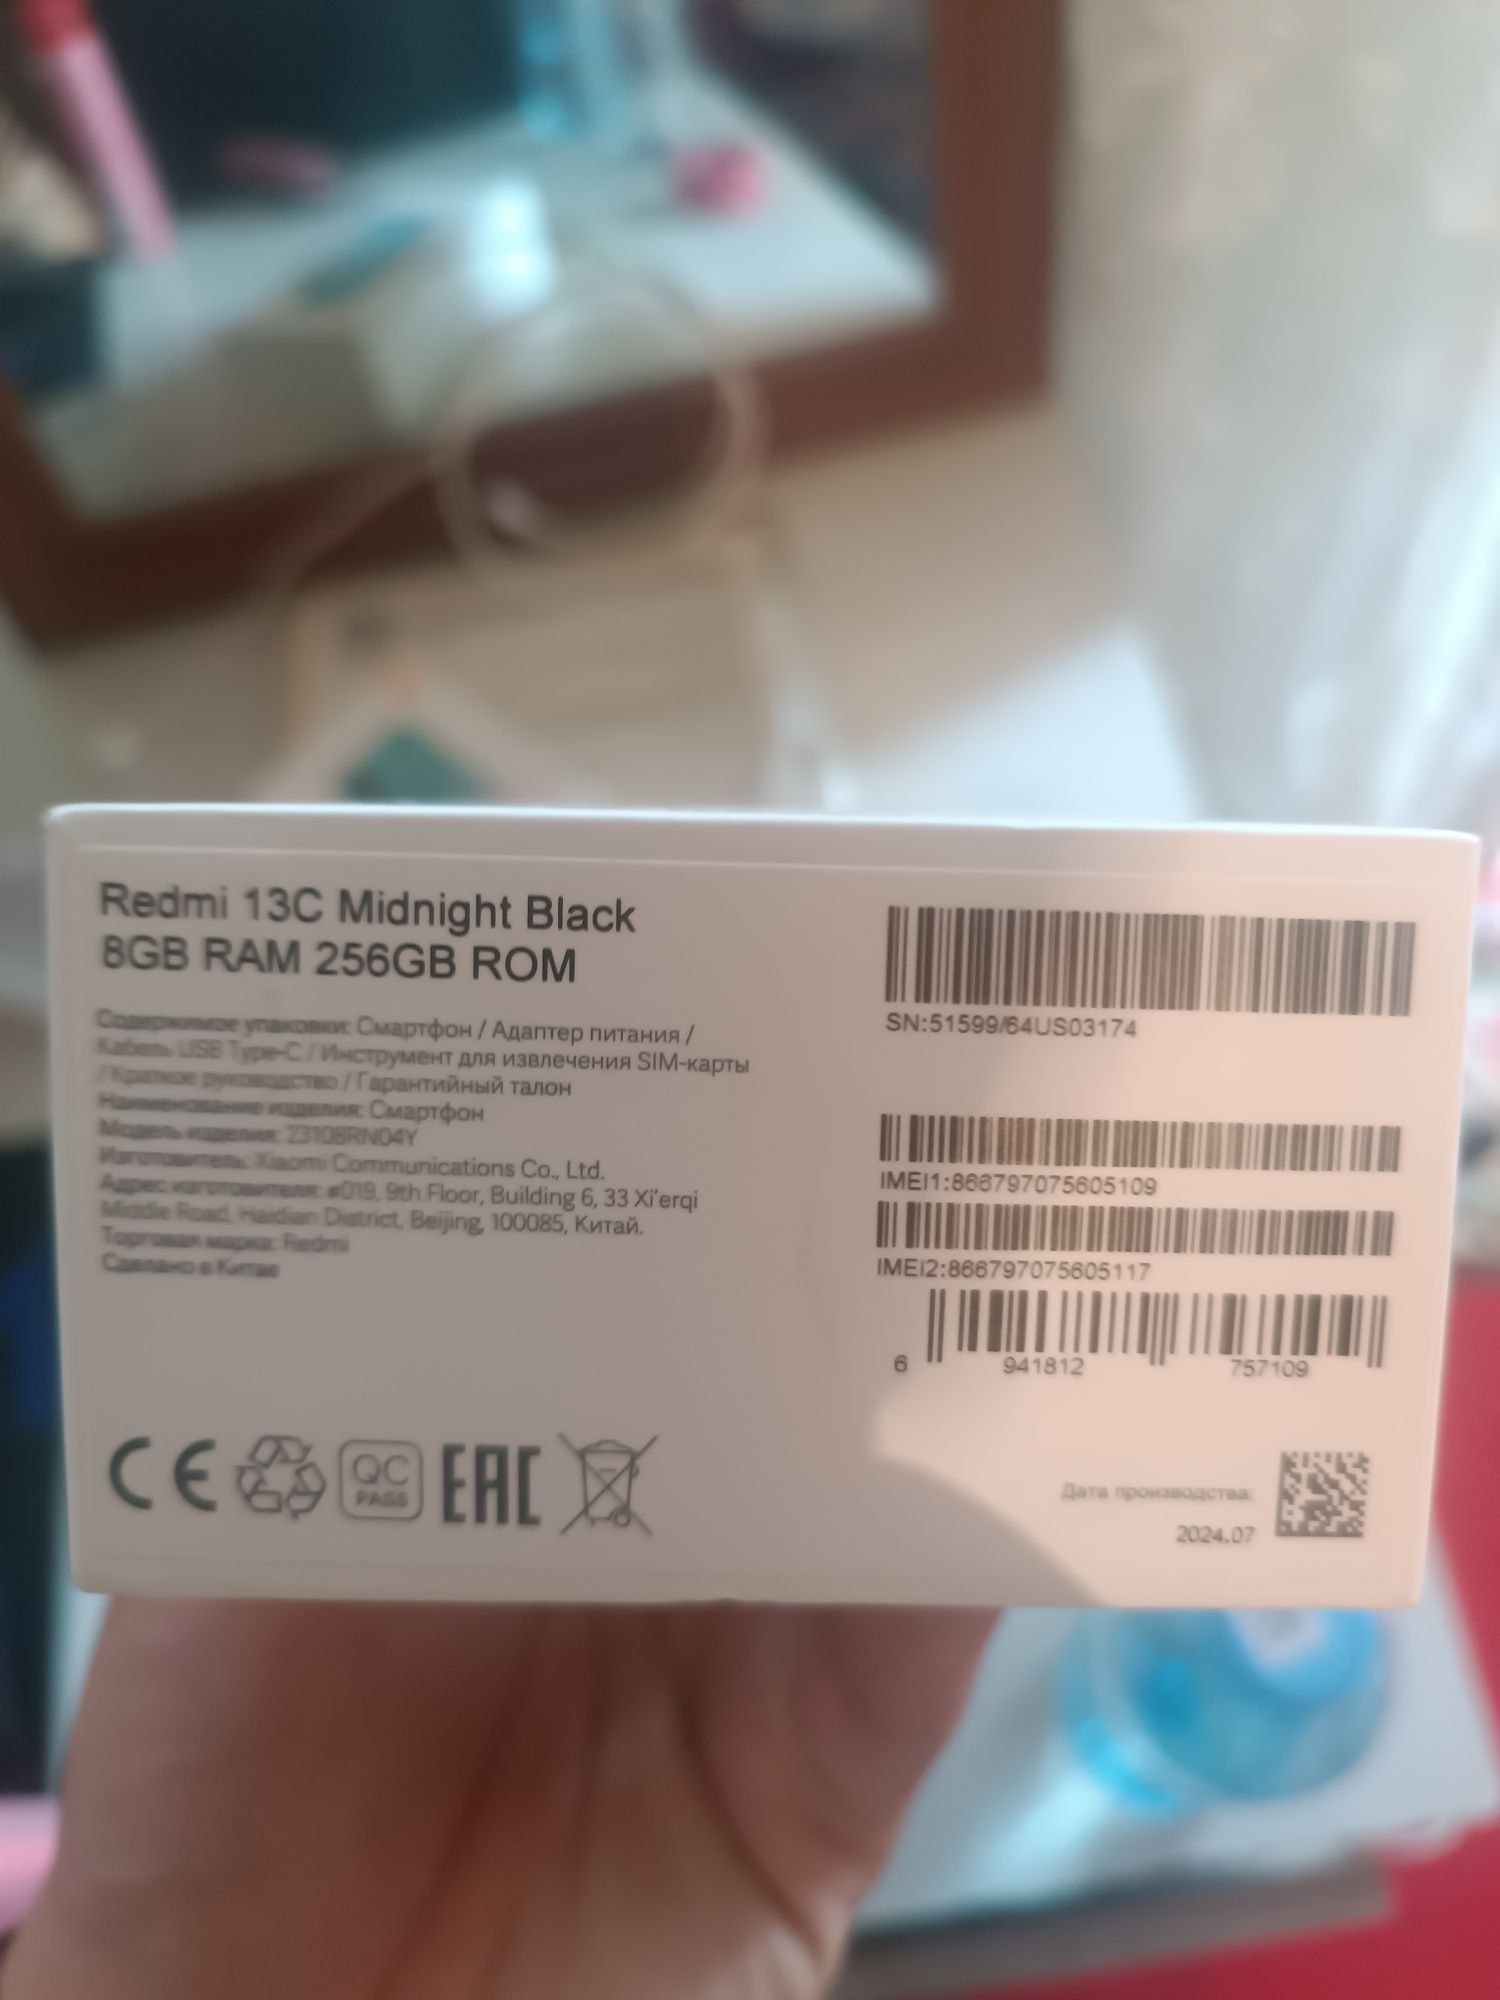 Redmi 13C Midnight Black
8GB RAM 256GB ROM
Содержимое упаковки: Смартфон / Адаптер питания /
Кабель USB Type-C / Инструмент для извлечения SIM-карты
/ Краткое руководство / Гарантийный талон
Наименование изделия: Смартфон
Модель изделия: 23108RN04Y
Изготовитель: Xiaomi Communications Co., Ltd.
Адрес изготовителя: #019, 9th Floor, Building 6, 33 Xi'erqi
Middle Road, Haidian District, Beijing, 100085, Китай.
Торговая марка: Redmi
Сделано в Китае
CE
QC
PASS
EAC
SN:51599/64US03174
IMEI1:866797075605109
IMEI2:866797075605117
6 941812 757109
Дата производства:
2024.07